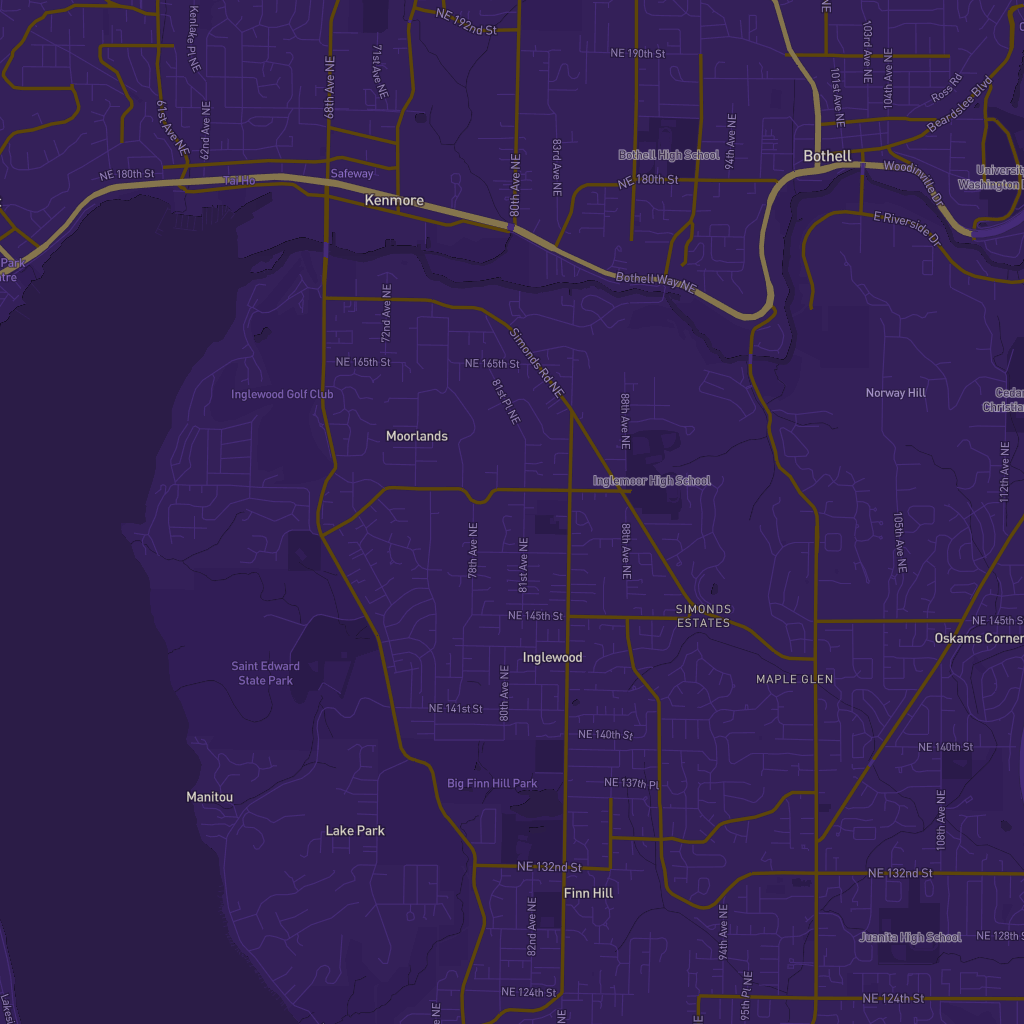 NE 192nd St
NE
Kenlake Pl NE
68th Ave NE
71st Ave NE
NE 190th St
103rd Ave NE
104th Ave NE
101st Ave NE
Ross Rd
Beardslee Blvd
61st Ave NE
62nd Ave NE
83rd Ave NE
94th Ave NE
Bothell High School
Bothell
NE 180th St
Tai Ho
Safeway
Kenmore
80th Ave NE
NE 180th St
Woodinville Dr
University
Washington
E Riverside Dr
Park
Bothell Way NE
72nd Ave NE
Simonds Rd NE
NE 165th St
NE 165th St
81st Pl NE
88th Ave NE
Inglewood Golf Club
Norway Hill
Cedar
Christian
Moorlands
112th Ave NE
Inglemoor High School
78th Ave NE
81st Ave NE
88th Ave NE
105th Ave NE
NE 145th St
SIMONDS
ESTATES
NE 145th St
Oskams Corner
Inglewood
Saint Edward
State Park
80th Ave NE
MAPLE GLEN
NE 141st St
NE 140th St
NE 140th St
Big Finn Hill Park
NE 137th Pl
Manitou
108th Ave NE
Lake Park
NE 132nd St
NE 132nd St
Finn Hill
82nd Ave NE
94th Ave NE
Juanita High School
NE 128th St
NE 124th St
95th Pl NE
NE 124th St
NE
NE